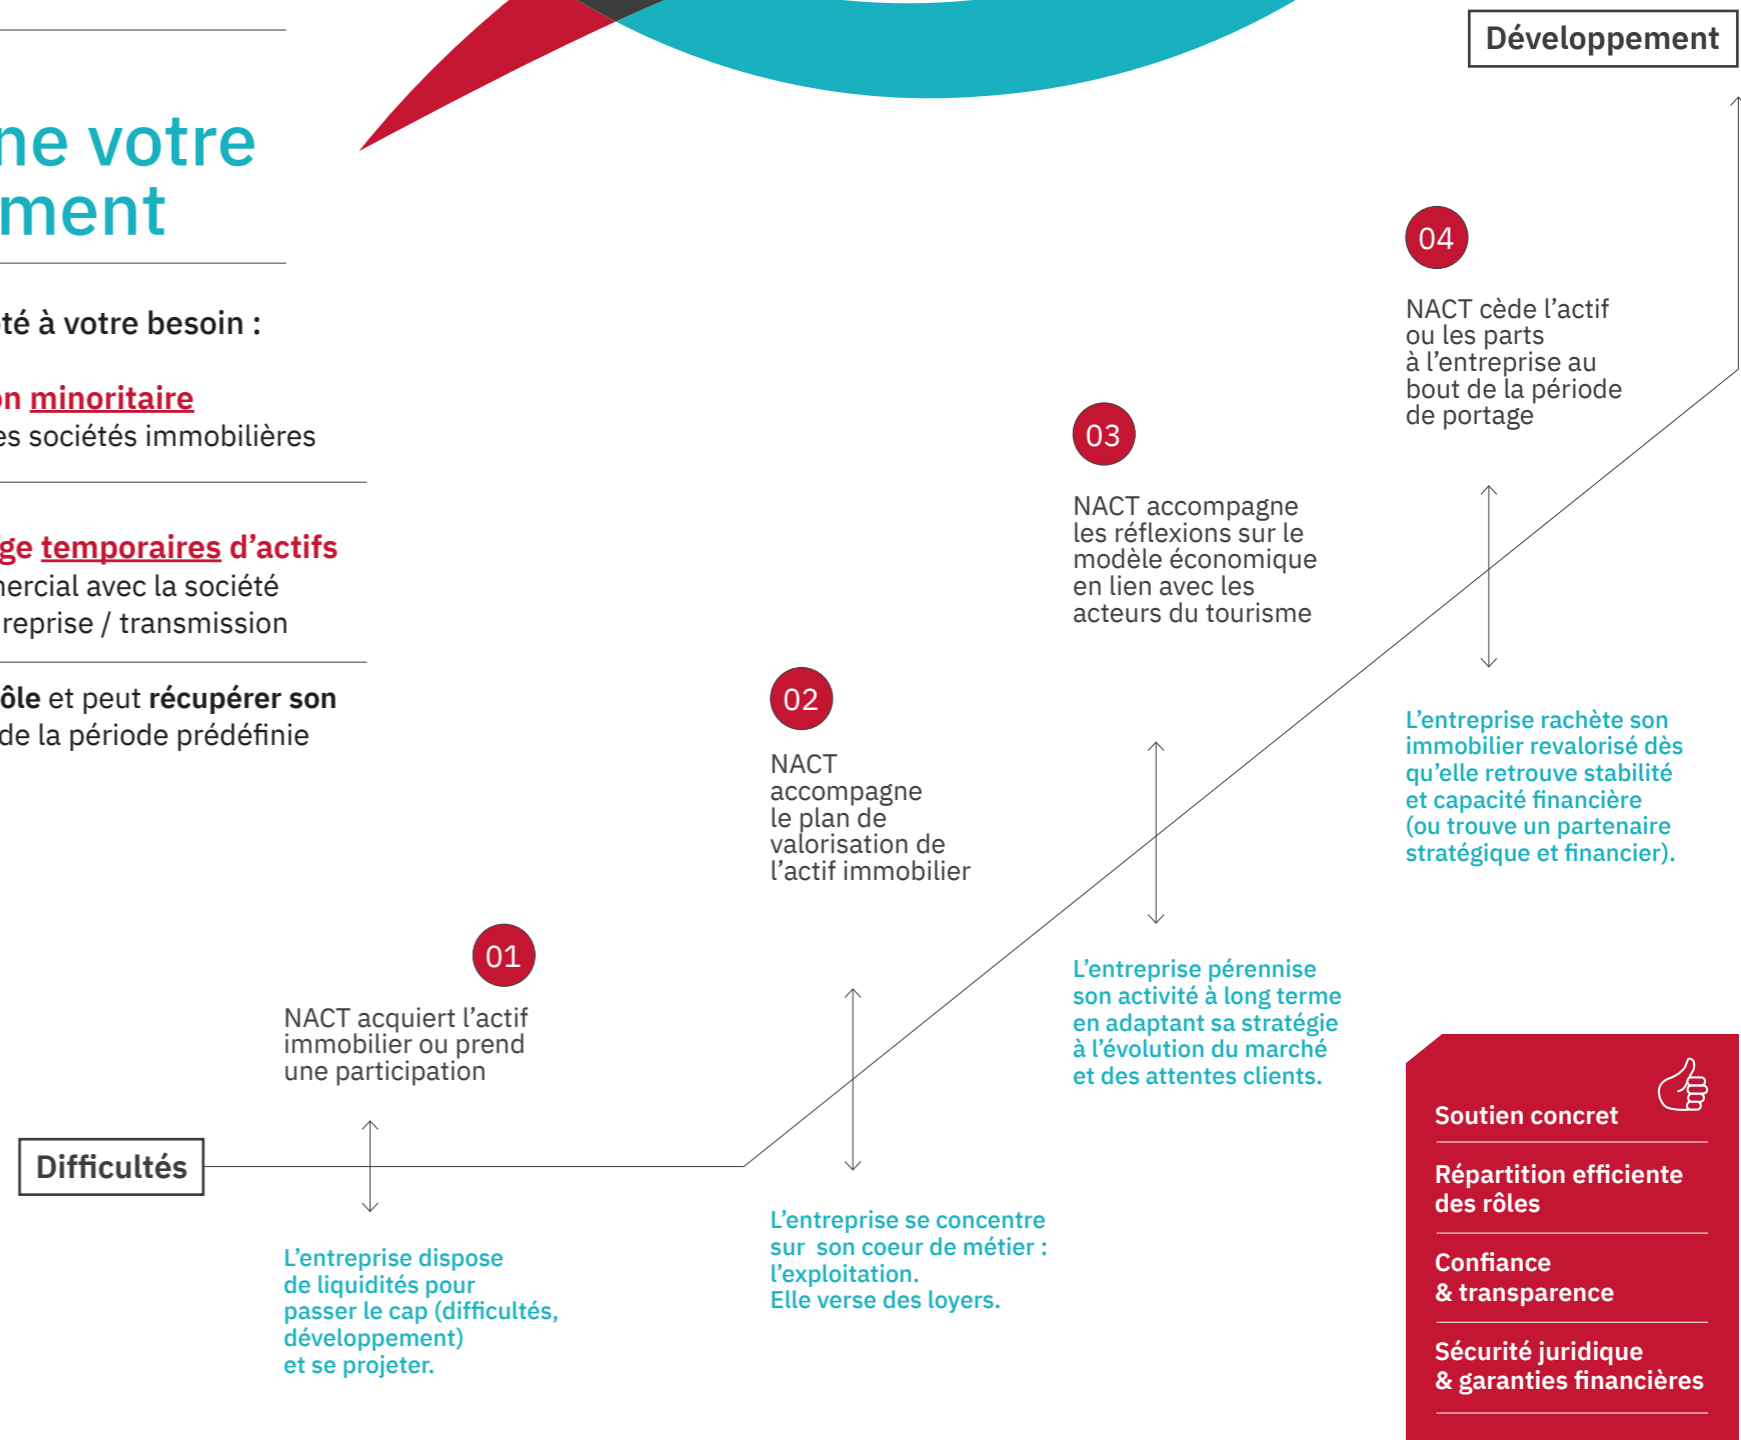 ne votre
ment
té à votre besoin :
on minoritaire
es sociétés immobilières
ge temporaires d’actifs
mercial avec la société
reprise / transmission
ôle et peut récupérer son
de la période prédéfinie
Développement
04
NACT cède l’actif
ou les parts
à l’entreprise au
bout de la période
de portage
03
NACT accompagne
les réflexions sur le
modèle économique
en lien avec les
acteurs du tourisme
02
NACT
accompagne
le plan de
valorisation de
l’actif immobilier
01
NACT acquiert l’actif
immobilier ou prend
une participation
Difficultés
L’entreprise dispose
de liquidités pour
passer le cap (difficultés,
développement)
et se projeter.
L’entreprise se concentre
sur  son coeur de métier :
l’exploitation.
Elle verse des loyers.
L’entreprise pérennise
son activité à long terme
en adaptant sa stratégie
à l’évolution du marché
et des attentes clients.
L’entreprise rachète son
immobilier revalorisé dès
qu’elle retrouve stabilité
et capacité financière
(ou trouve un partenaire
stratégique et financier).
Soutien concret
Répartition efficiente
des rôles
Confiance
& transparence
Sécurité juridique
& garanties financières